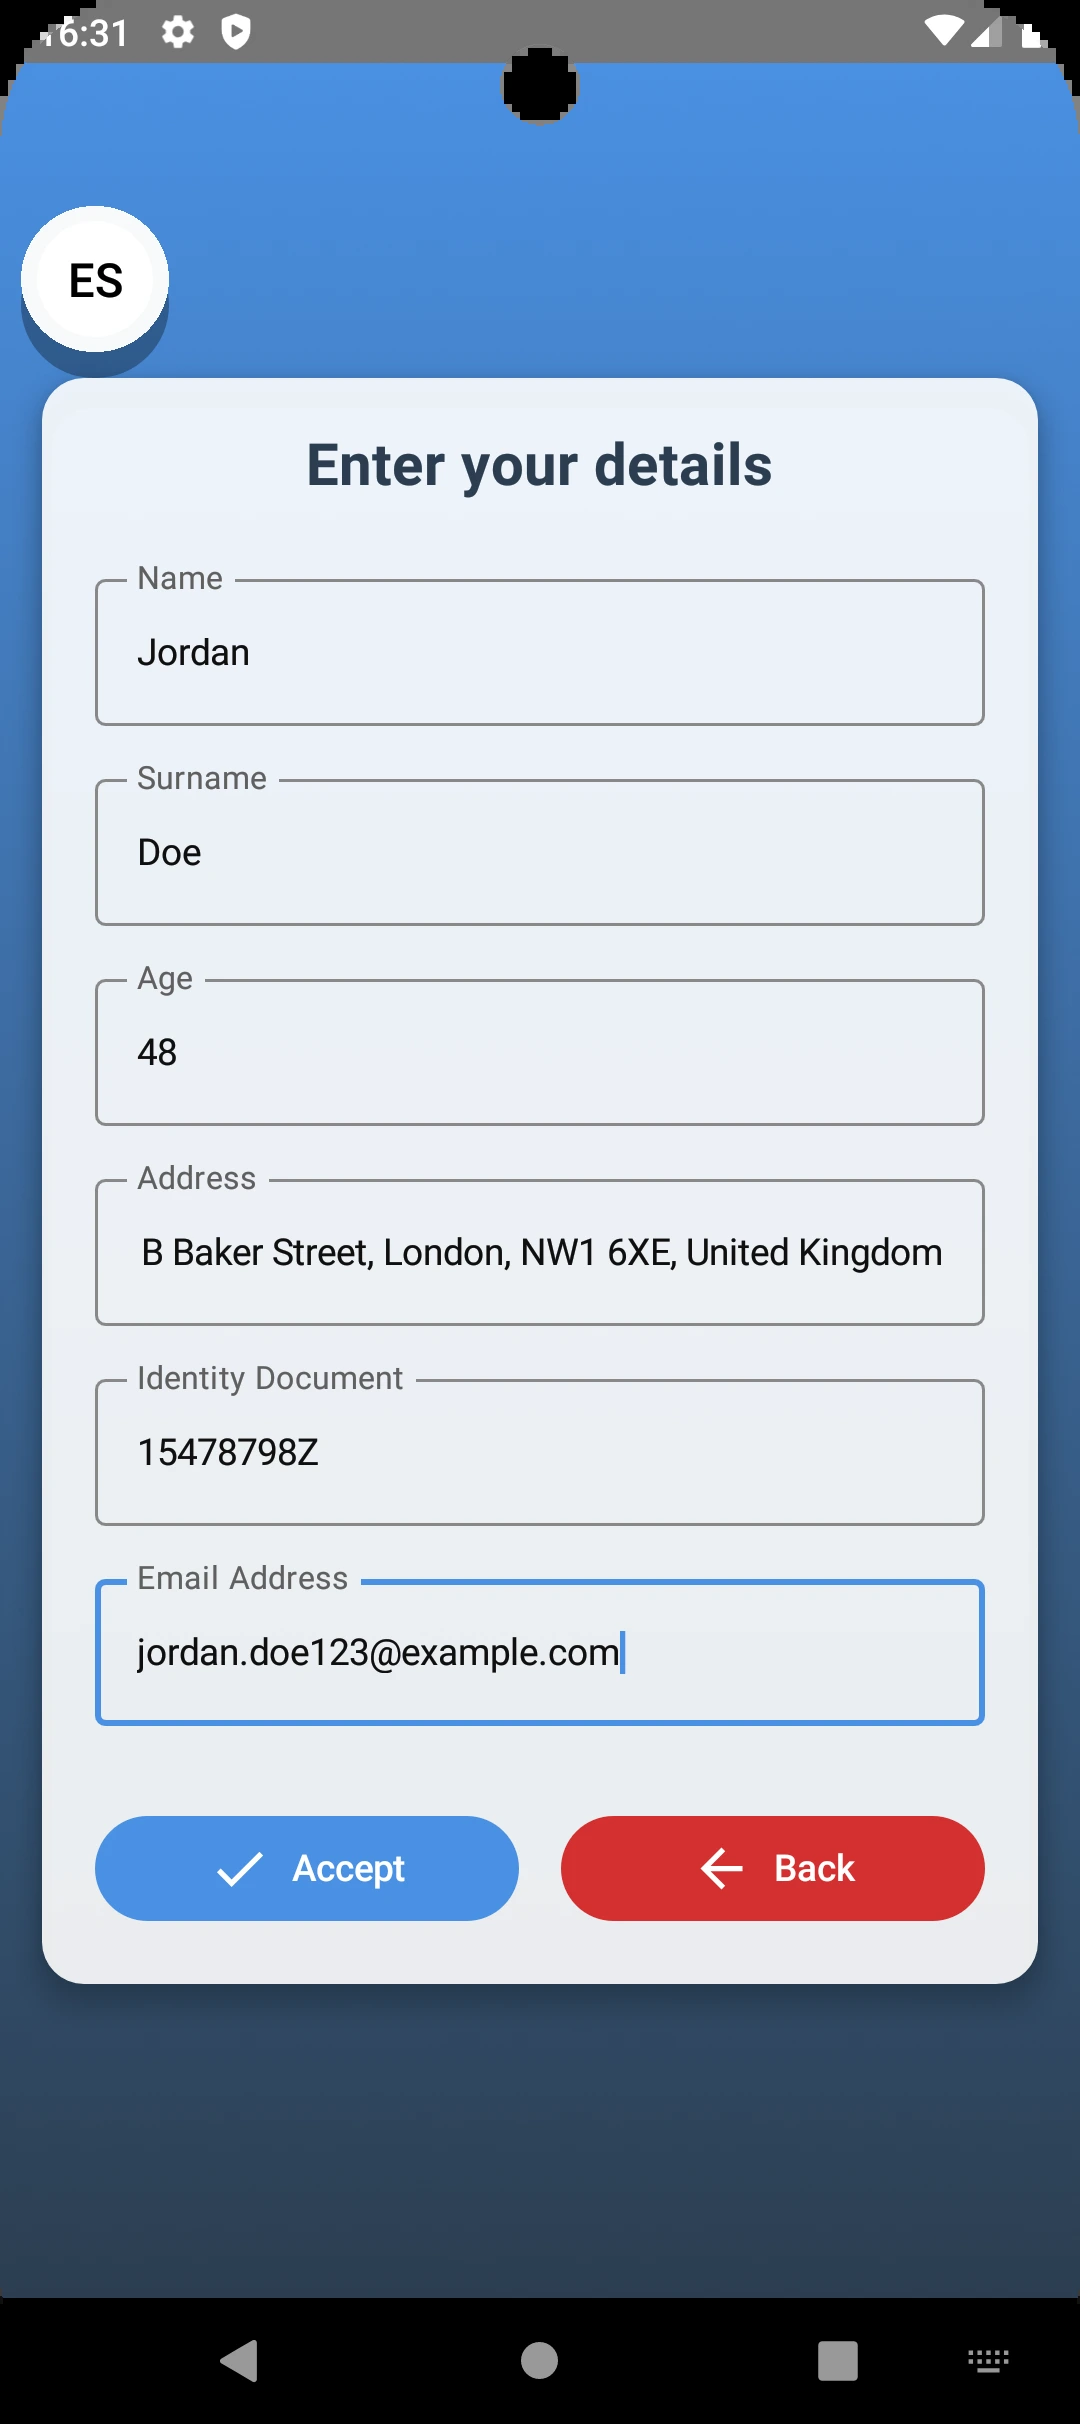 16:31
ES
Enter your details
Name
Jordan
Surname
Doe
Age
48
Address
B Baker Street, London, NW1 6XE, United Kingdom
Identity Document
15478798Z
Email Address
jordan.doe123@example.com
Accept
Back